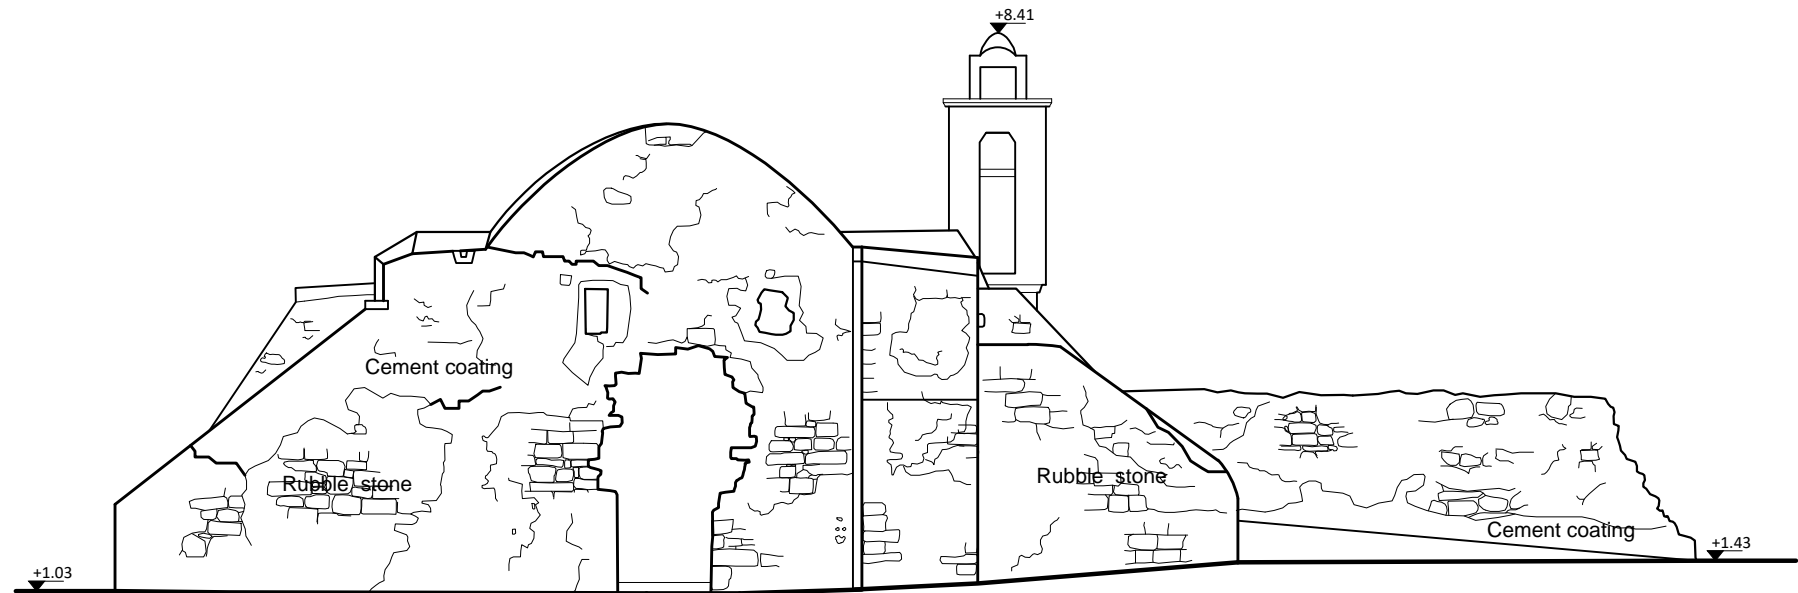 +8.41
Cement coating
Rubble stone
Rubble stone
Cement coating
+1.03
+1.43